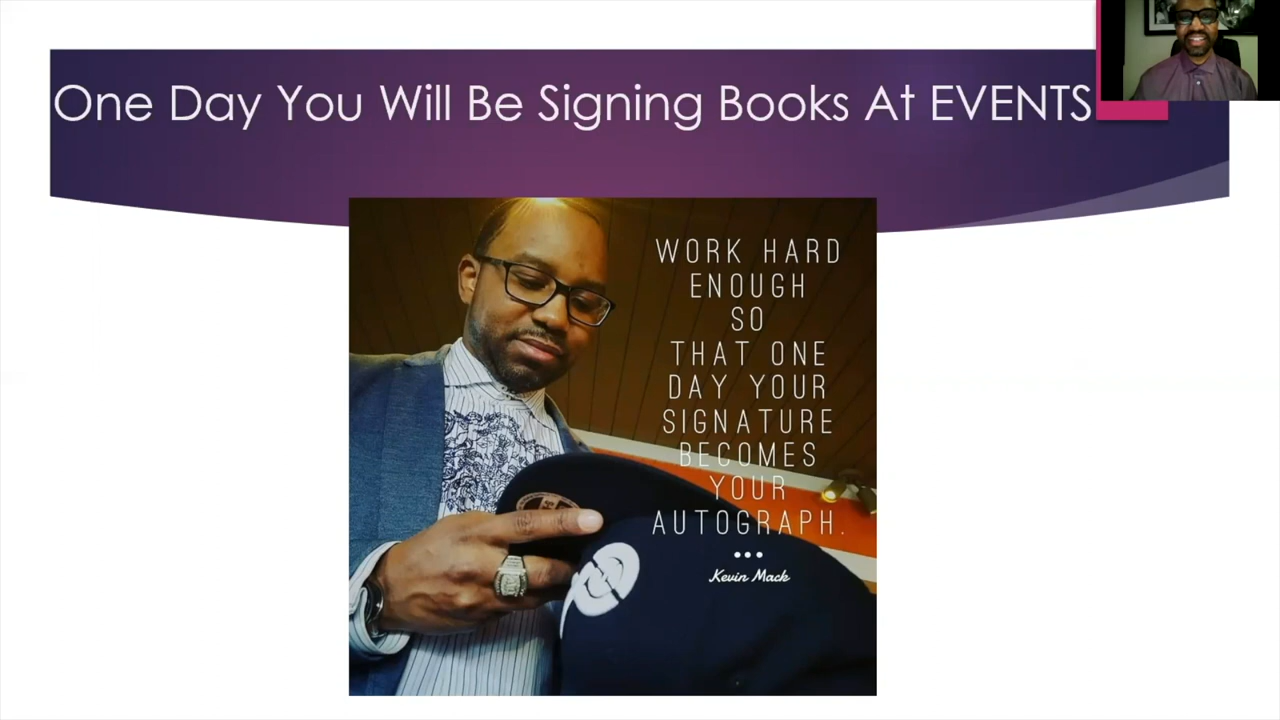 One Day You Will Be Signing Books At EVENTS
WORK HARD
ENOUGH
SO
THAT ONE
DAY YOUR
SIGNATURE
BECOMES
YOUR
AUTOGRAPH.
•••
Kevin Mack